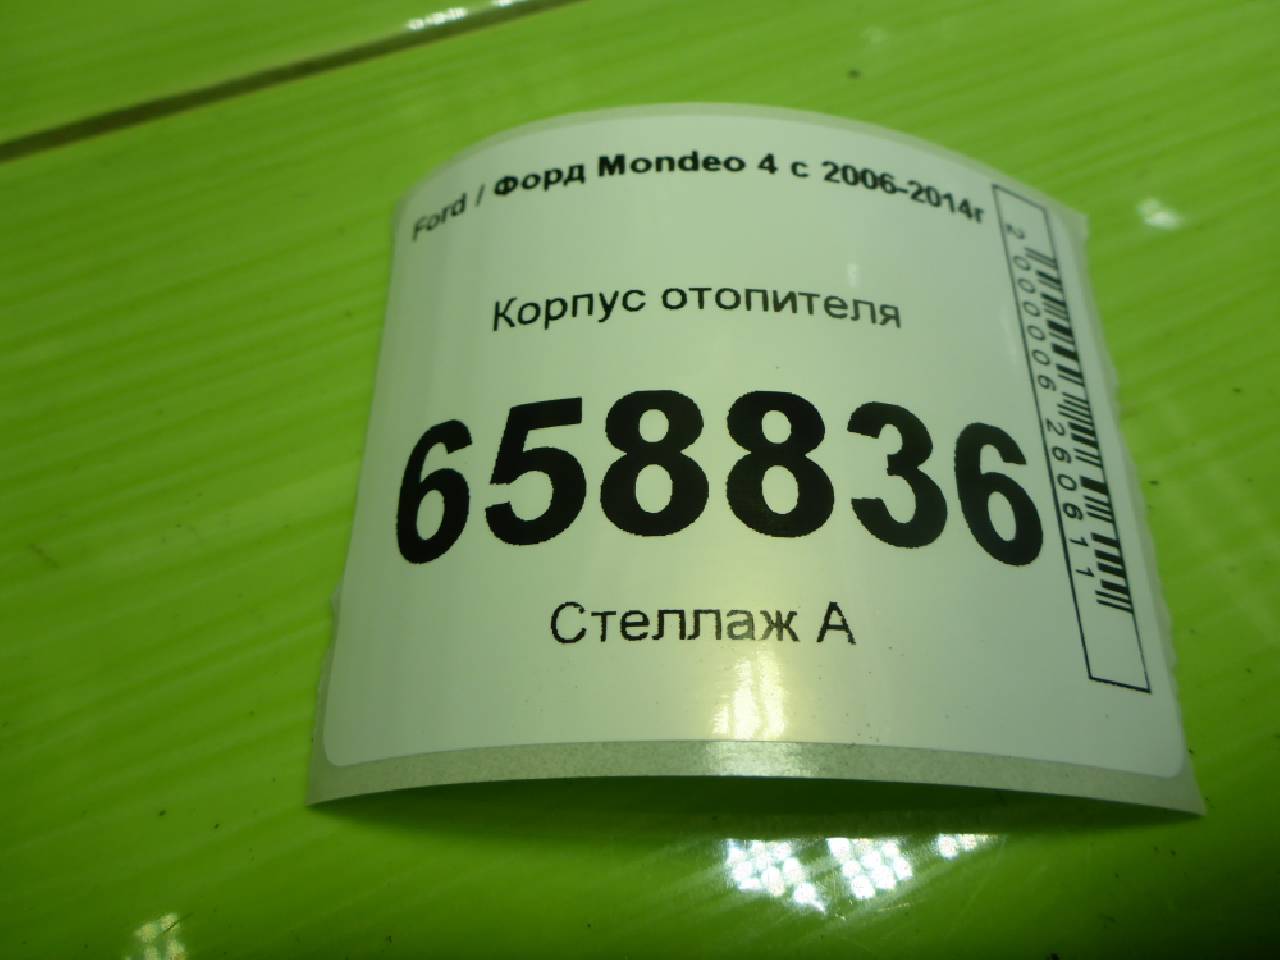 Ford / Форд Mondeo 4 с 2006-2014г
Корпус отопителя
658836
Стеллаж А
2000006260611